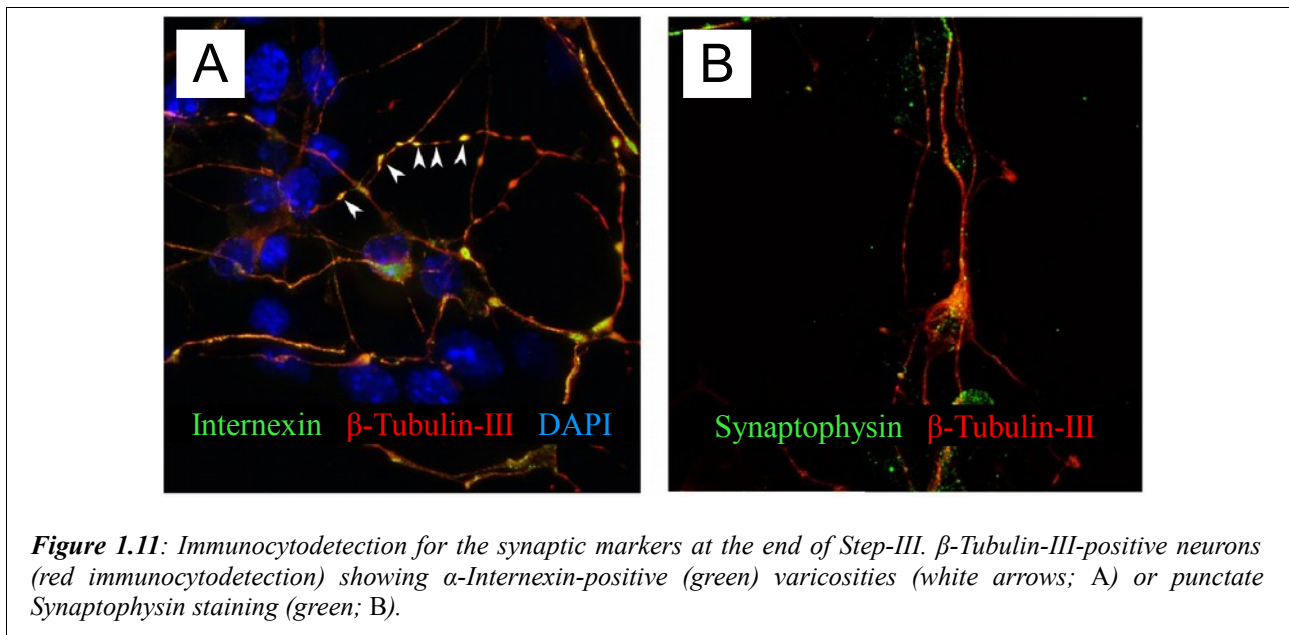 A
B
Internexin β-Tubulin-III DAPI
Synaptophysin β-Tubulin-III
Figure 1.11: Immunocytodetection for the synaptic markers at the end of Step-III. β-Tubulin-III-positive neurons
(red immunocytodetection) showing α-Internexin-positive (green) varicosities (white arrows; A) or punctate
Synaptophysin staining (green; B).